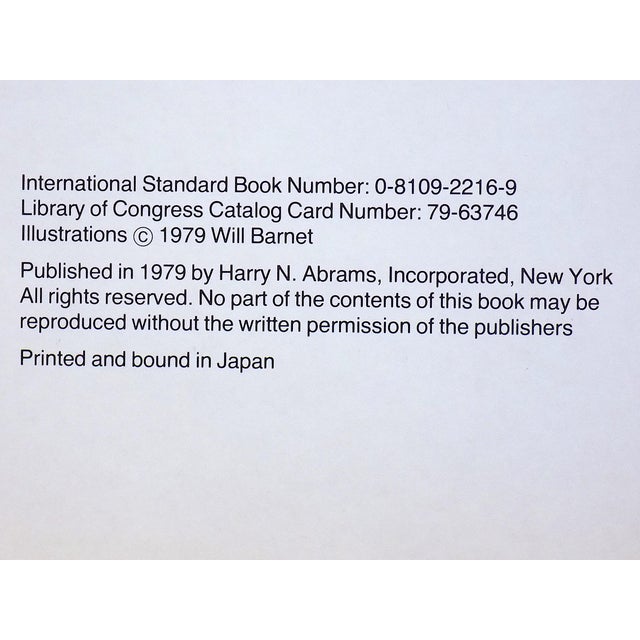 International Standard Book Number: 0-8109-2216-9
Library of Congress Catalog Card Number: 79-63746
Illustrations © 1979 Will Barnet
Published in 1979 by Harry N. Abrams, Incorporated, New York
All rights reserved. No part of the contents of this book may be
reproduced without the written permission of the publishers
Printed and bound in Japan